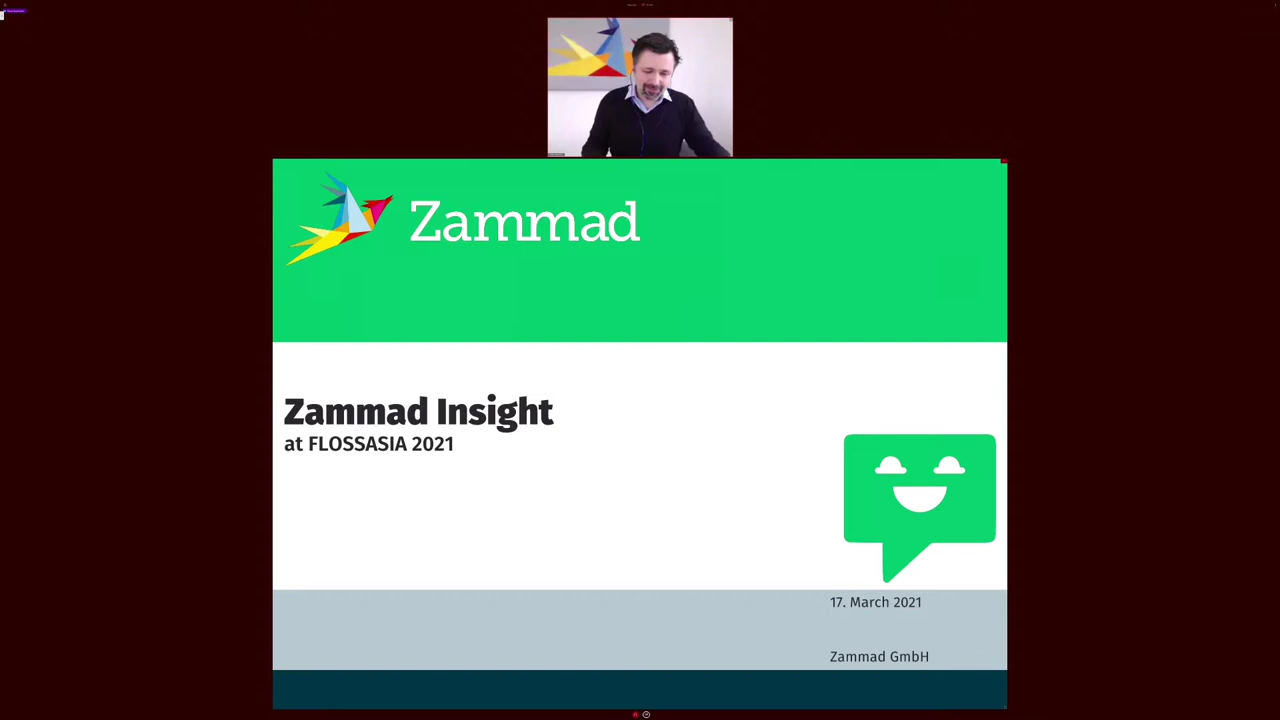 Zammad
Zammad Insight
at FLOSSASIA 2021
17. March 2021
Zammad GmbH